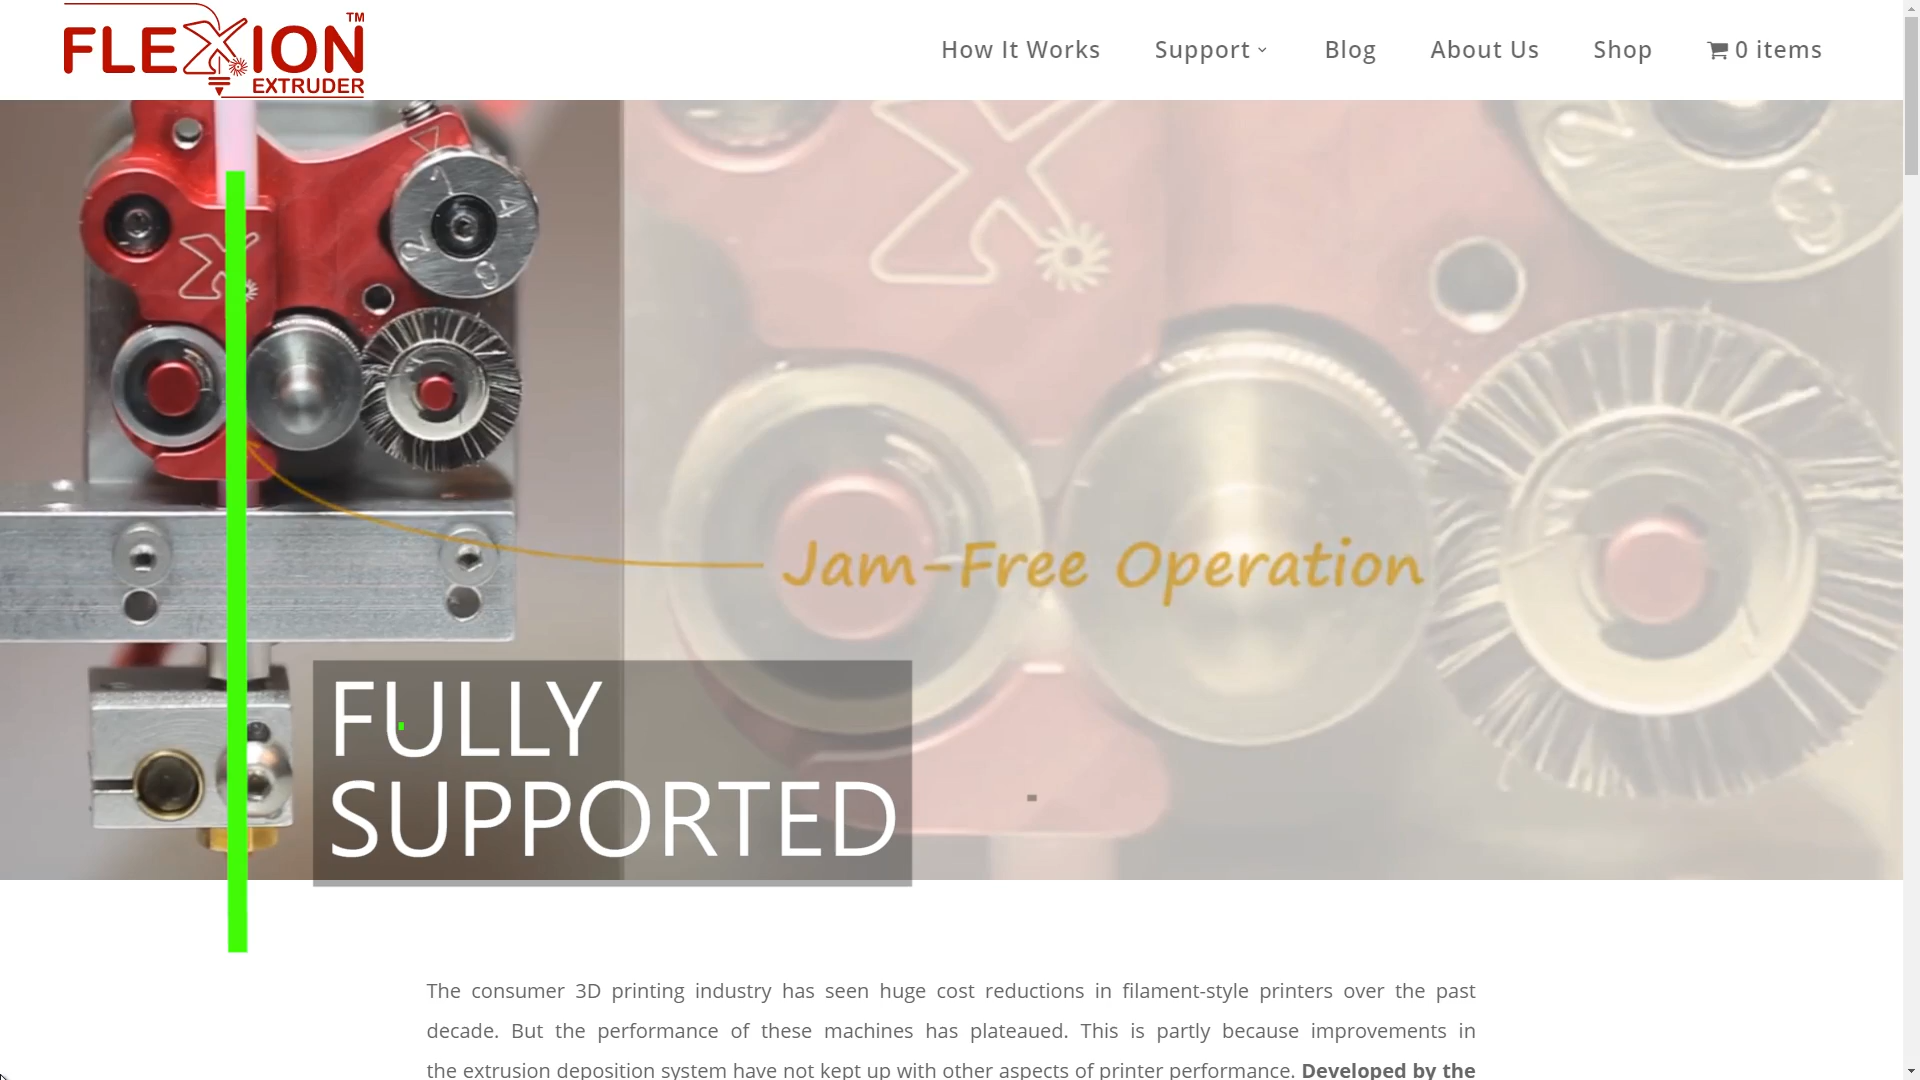 FLEXION™
EXTRUDER
How It Works
Support
Blog
About Us
Shop
0 items
Jam-Free Operation
FULLY
SUPPORTED
The consumer 3D printing industry has seen huge cost reductions in filament-style printers over the past
decade. But the performance of these machines has plateaued. This is partly because improvements in
the extrusion deposition system have not kept up with other aspects of printer performance. Developed by the